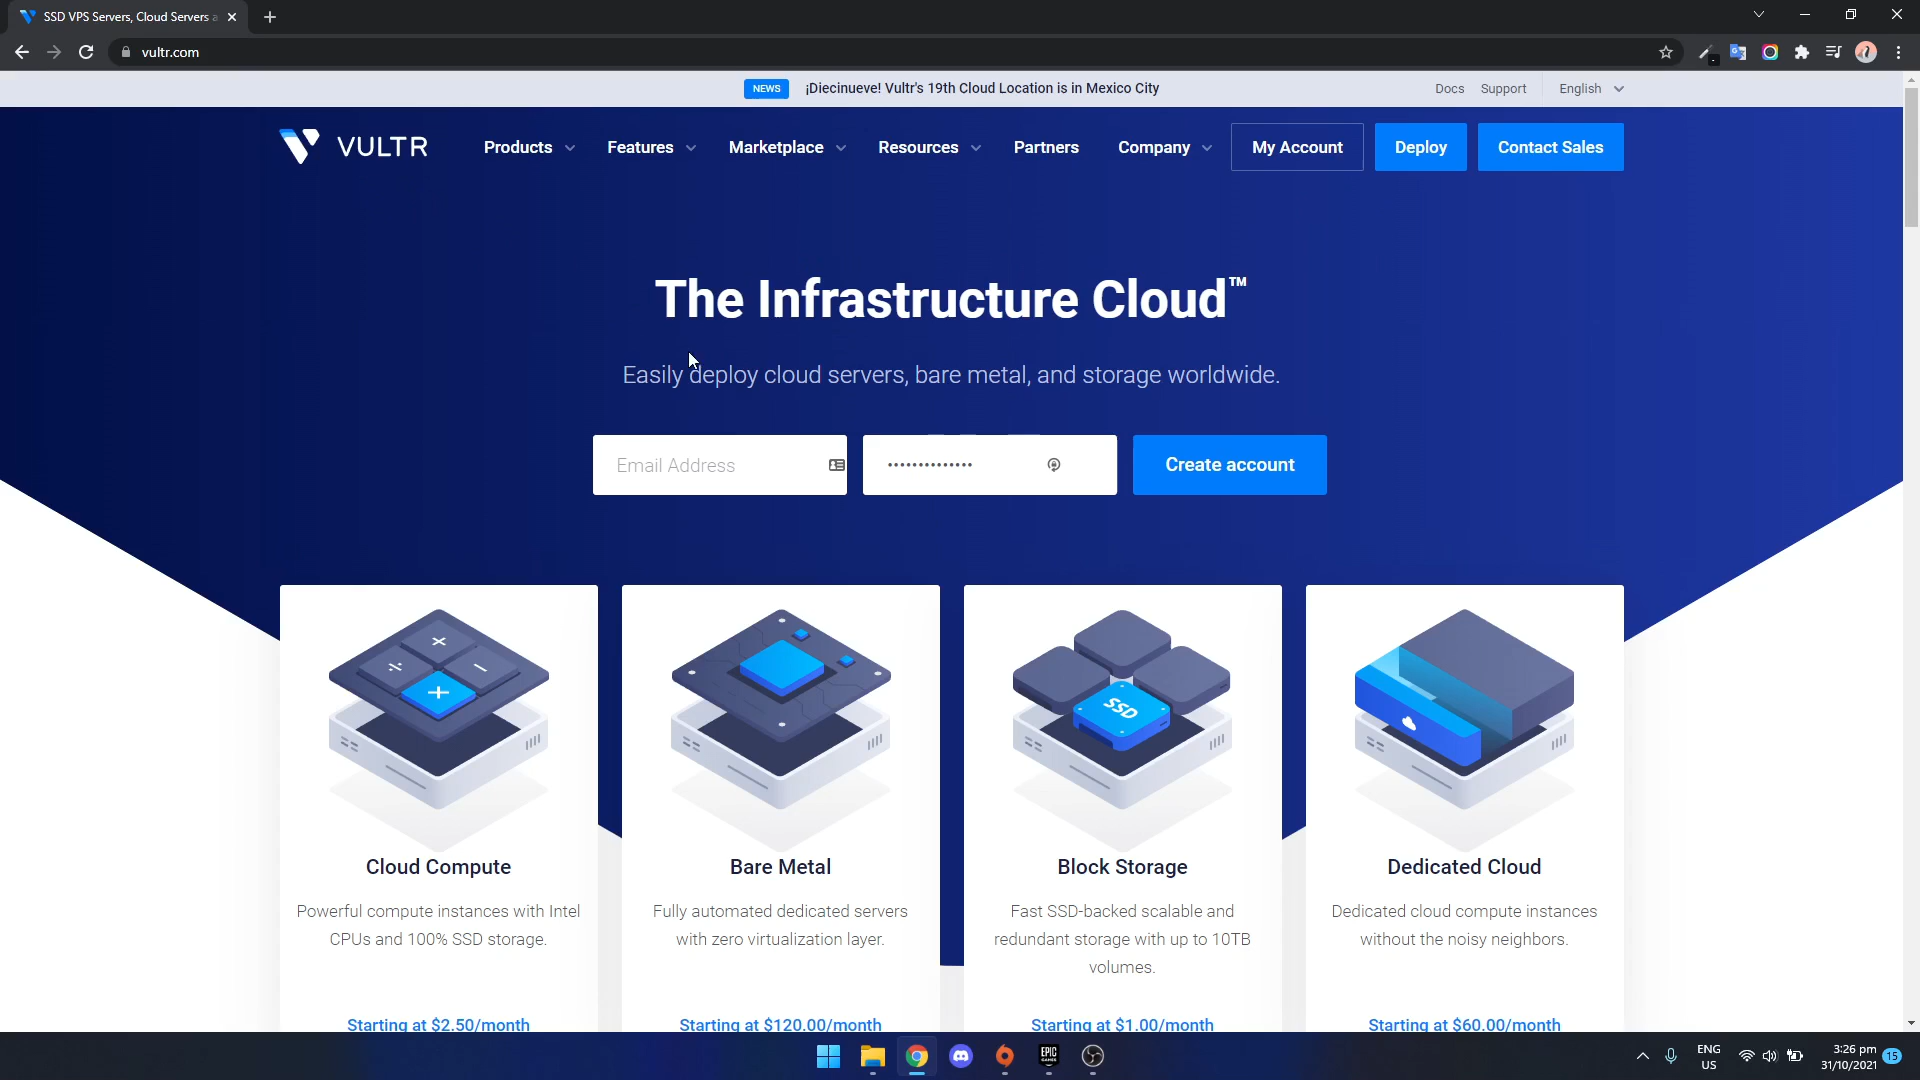 SSD VPS Servers, Cloud Servers a
vultr.com
NEWS ¡Diecinueve! Vultr's 19th Cloud Location is in Mexico City
Docs Support English
VULTR Products Features Marketplace Resources Partners Company My Account Deploy Contact Sales
The Infrastructure Cloud™
Easily deploy cloud servers, bare metal, and storage worldwide.
Email Address •••••••••••••• Create account
SSD
Cloud Compute
Powerful compute instances with Intel
CPUs and 100% SSD storage.
Starting at $2.50/month
Bare Metal
Fully automated dedicated servers
with zero virtualization layer.
Starting at $120.00/month
Block Storage
Fast SSD-backed scalable and
redundant storage with up to 10TB
volumes.
Starting at $1.00/month
Dedicated Cloud
Dedicated cloud compute instances
without the noisy neighbors.
Starting at $60.00/month
EPIC
GAMES
ENG
US
3:26 pm
31/10/2021
15